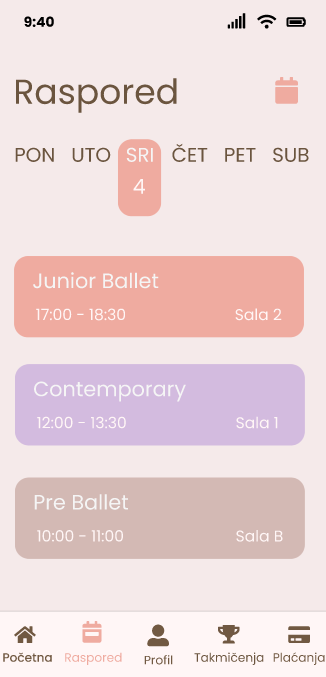 9:40
Raspored
PON UTO SRI ČET PET SUB
4
Junior Ballet
17:00 - 18:30 Sala 2
Contemporary
12:00 - 13:30 Sala 1
Pre Ballet
10:00 - 11:00 Sala B
Početna Raspored Profil Takmičenja Plaćanja